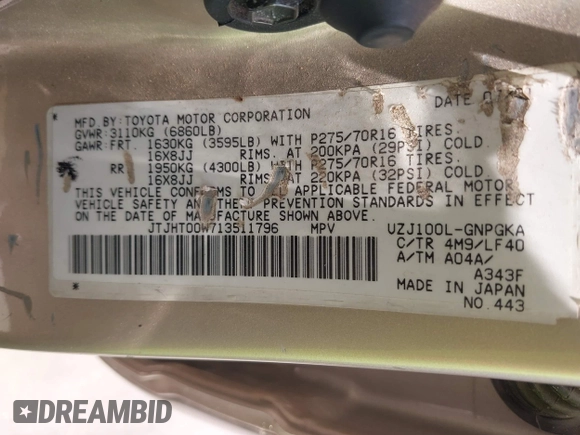 MFD.BY:TOYOTA MOTOR CORPORATION DATE
GVWR:3110KG (6860LB)
GAWR:FRT. 1630KG (3595LB) WITH P275/70R16 TIRES.
16X8JJ RIMS. AT 200KPA (29PSI) COLD
RR 1950KG (4300LB) WITH P275/70R16 TIRES.
16X8JJ RIMS. AT 220KPA (32PSI) COLD.
THIS VEHICLE CONFORMS TO ALL APPLICABLE FEDERAL MOTOR
VEHICLE SAFETY AND THEFT PREVENTION STANDARDS IN EFFECT
ON THE DATE OF MANUFACTURE SHOWN ABOVE.
JTJHT00W713511796 MPV UZJ100L-GNPGKA
C/TR 4M9/LF40
A/TM A04A/
A343F
MADE IN JAPAN
NO.443
DREAMBID